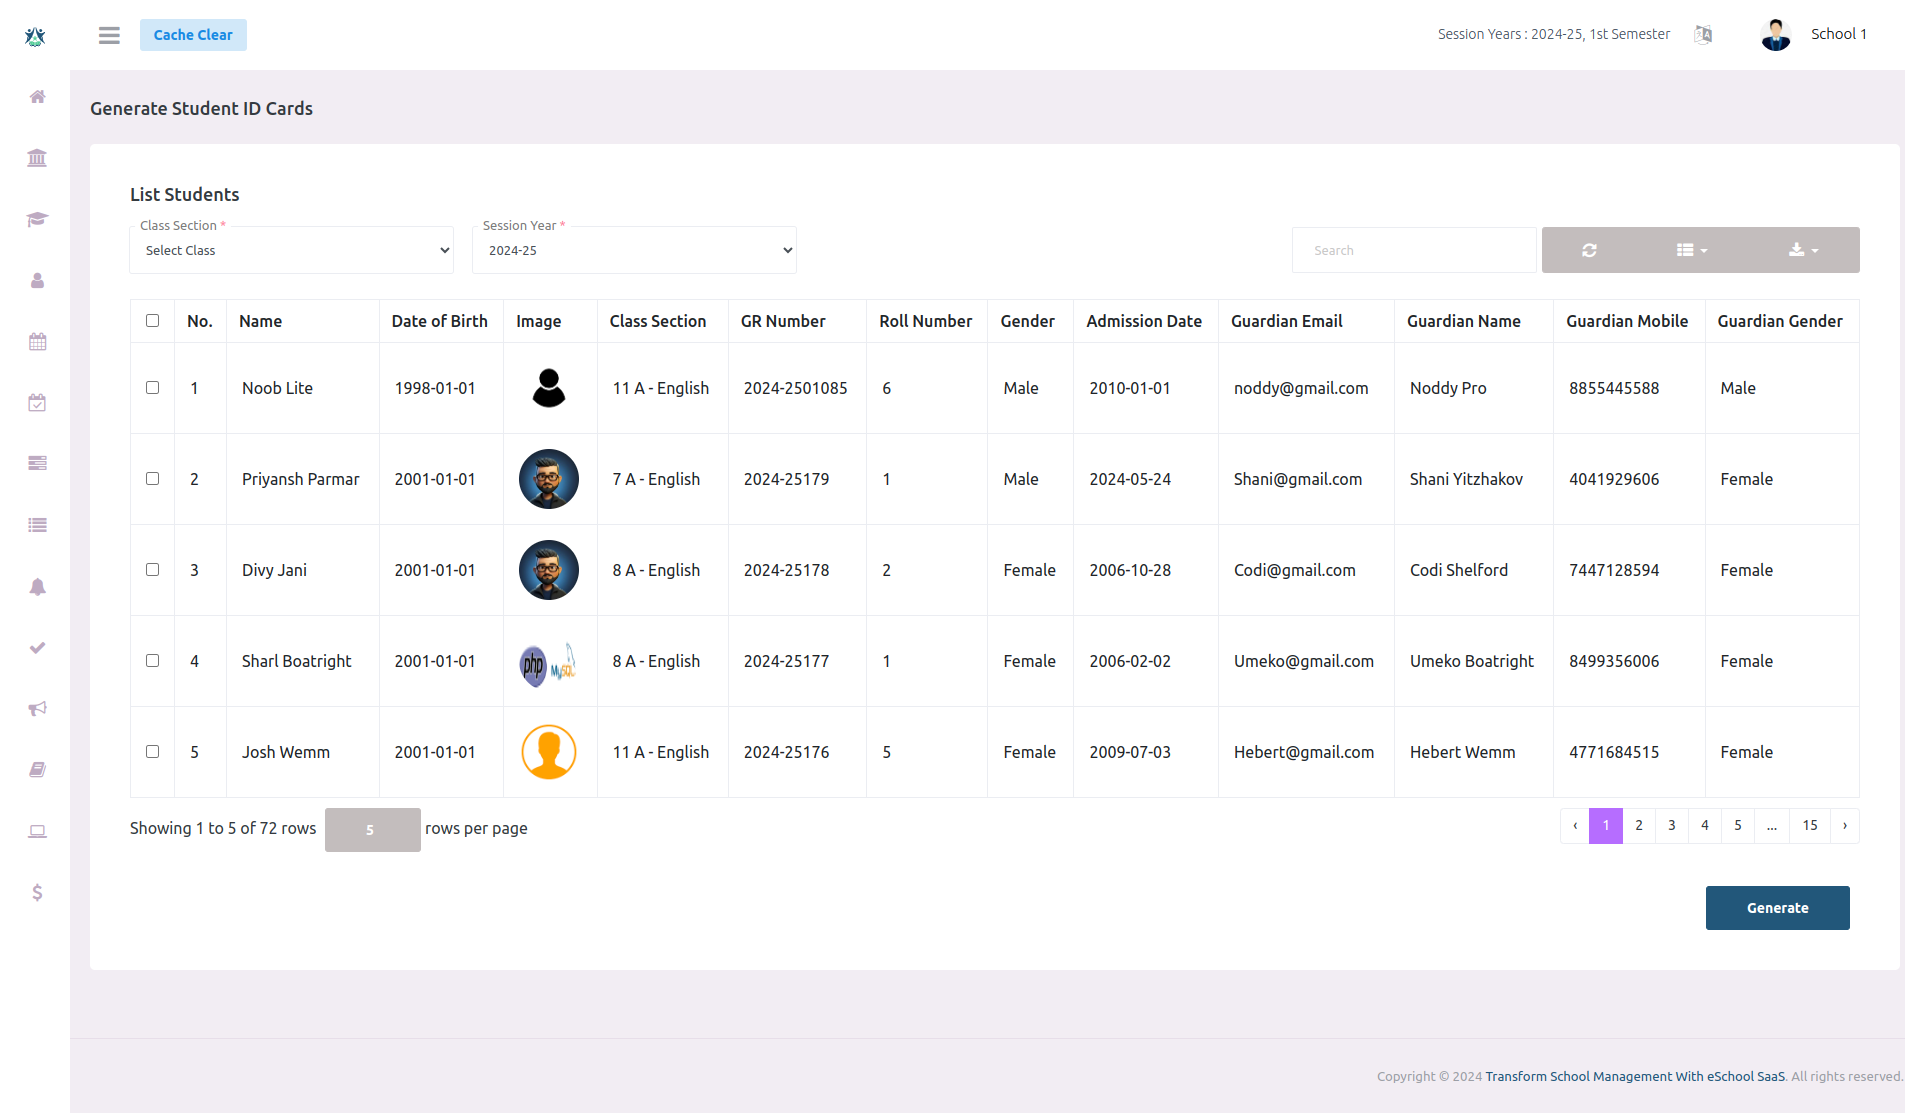 Cache Clear
Session Years : 2024-25, 1st Semester
School 1
Generate Student ID Cards
List Students
Class Section *
Session Year *
Select Class
2024-25
Search
No. Name Date of Birth Image Class Section GR Number Roll Number Gender Admission Date Guardian Email Guardian Name Guardian Mobile Guardian Gender
1 Noob Lite 1998-01-01 11 A - English 2024-2501085 6 Male 2010-01-01 noddy@gmail.com Noddy Pro 8855445588 Male
2 Priyansh Parmar 2001-01-01 7 A - English 2024-25179 1 Male 2024-05-24 Shani@gmail.com Shani Yitzhakov 4041929606 Female
3 Divy Jani 2001-01-01 8 A - English 2024-25178 2 Female 2006-10-28 Codi@gmail.com Codi Shelford 7447128594 Female
4 Sharl Boatright 2001-01-01 php MySQL 8 A - English 2024-25177 1 Female 2006-02-02 Umeko@gmail.com Umeko Boatright 8499356006 Female
5 Josh Wemm 2001-01-01 11 A - English 2024-25176 5 Female 2009-07-03 Hebert@gmail.com Hebert Wemm 4771684515 Female
Showing 1 to 5 of 72 rows 5 rows per page
‹ 1 2 3 4 5 ... 15 ›
Generate
Copyright © 2024 Transform School Management With eSchool SaaS. All rights reserved.